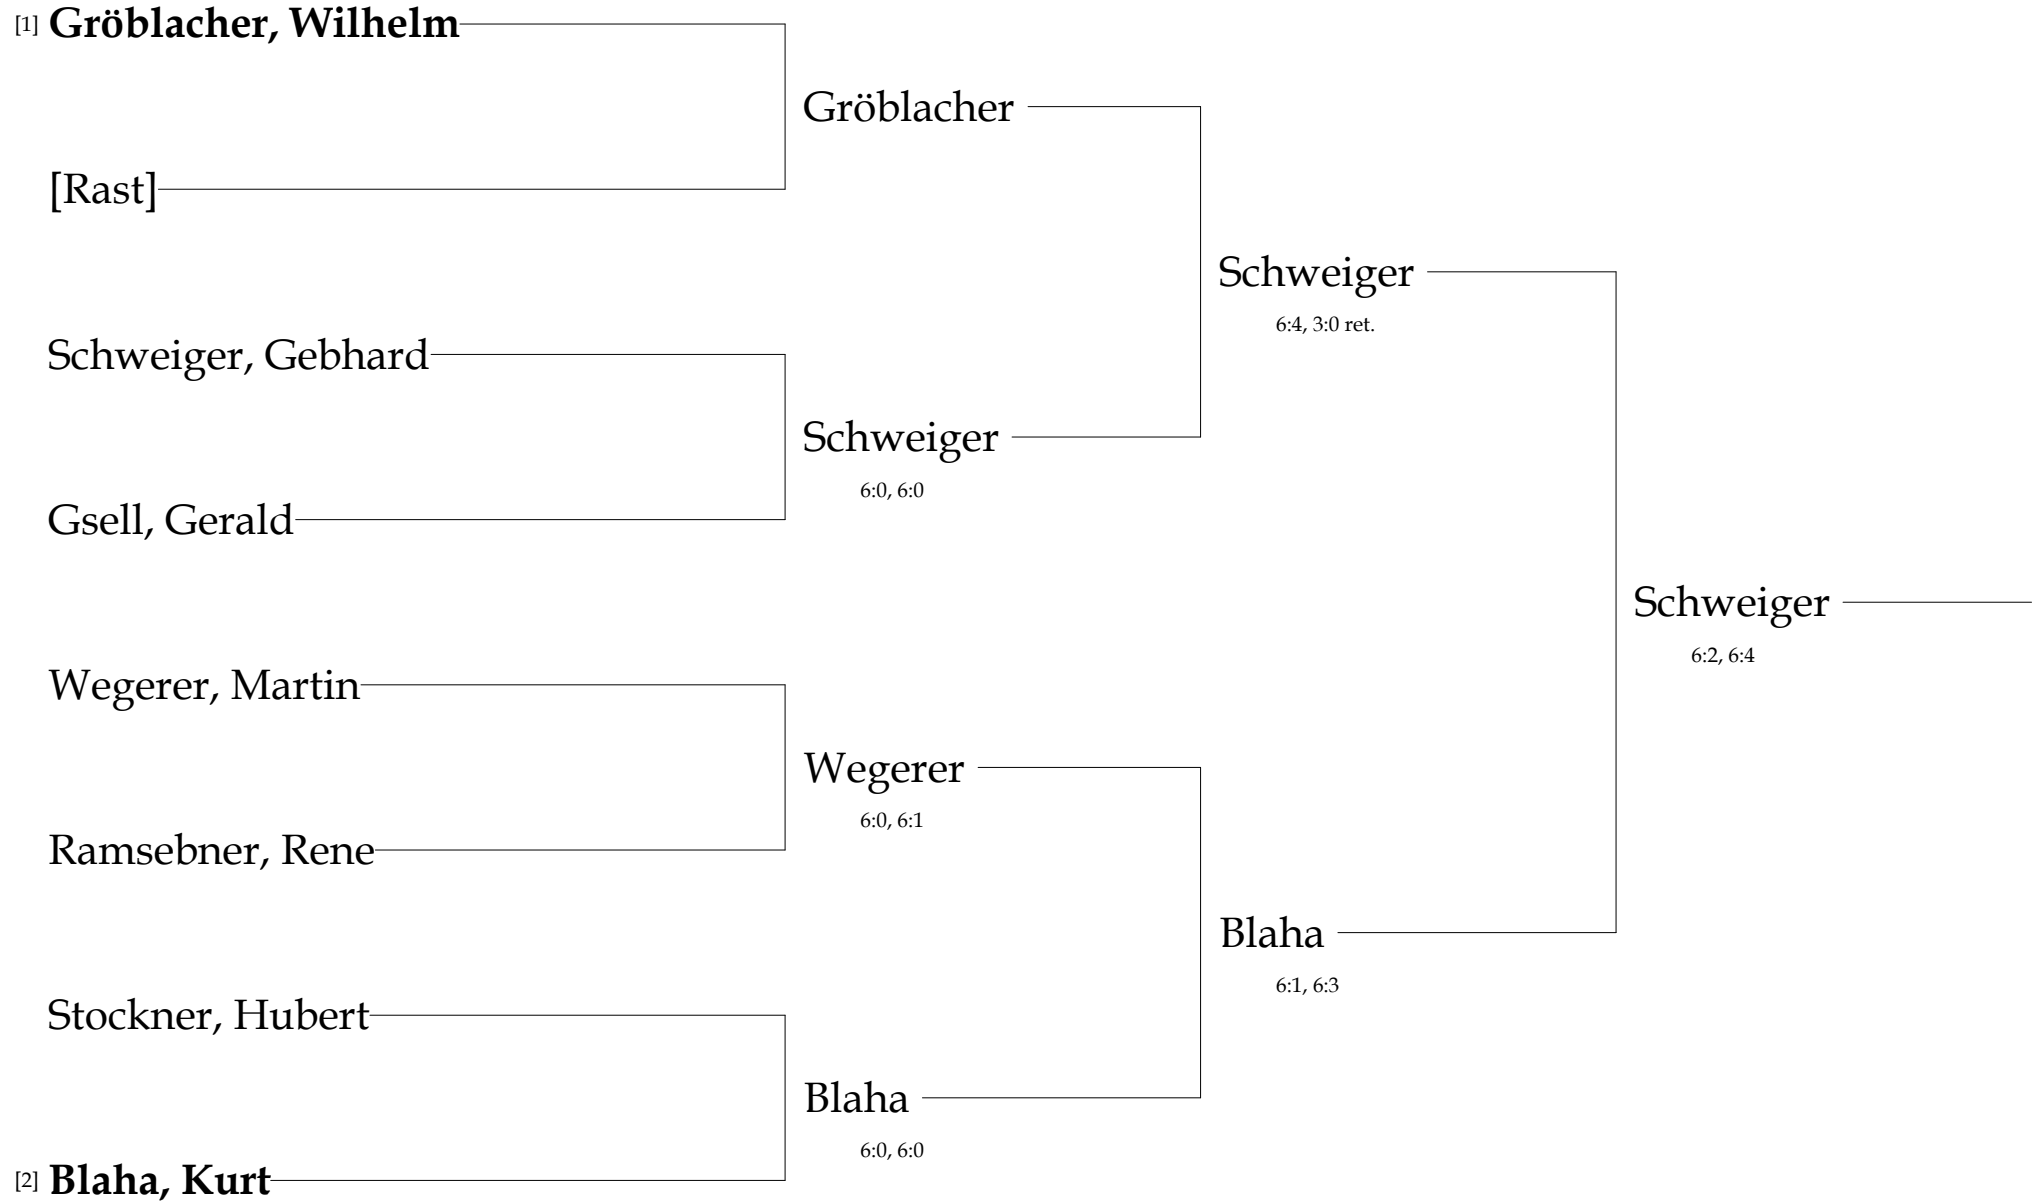 [1] Gröblacher, Wilhelm
Gröblacher
[Rast]
Schweiger
6:4, 3:0 ret.
Schweiger, Gebhard
Schweiger
6:0, 6:0
Gsell, Gerald
Schweiger
6:2, 6:4
Wegerer, Martin
Wegerer
6:0, 6:1
Ramsebner, Rene
Blaha
6:1, 6:3
Stockner, Hubert
Blaha
6:0, 6:0
[2] Blaha, Kurt